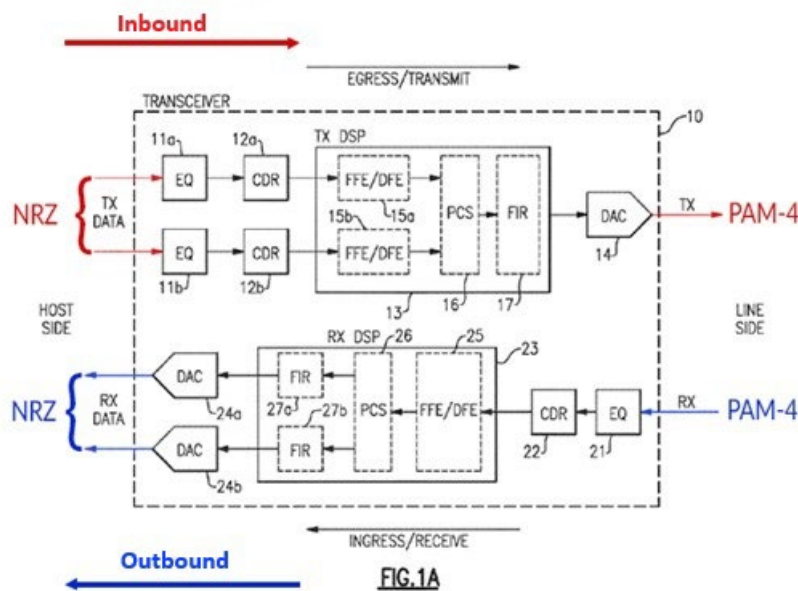 Inbound
EGRESS/TRANSMIT
TRANSCEIVER
10
11a
12a
TX DSP
EQ
CDR
FFE/DFE
15a
NRZ
TX
DATA
PCS
FIR
DAC
14
TX
PAM-4
15b
EQ
CDR
FFE/DFE
11b
12b
13
16
17
HOST
SIDE
LINE
SIDE
RX DSP
26
25
23
DAC
24a
FIR
27a
27b
PCS
FFE/DFE
CDR
22
EQ
21
RX
PAM-4
NRZ
RX
DATA
DAC
24b
FIR
INGRESS/RECEIVE
Outbound
FIG.1A